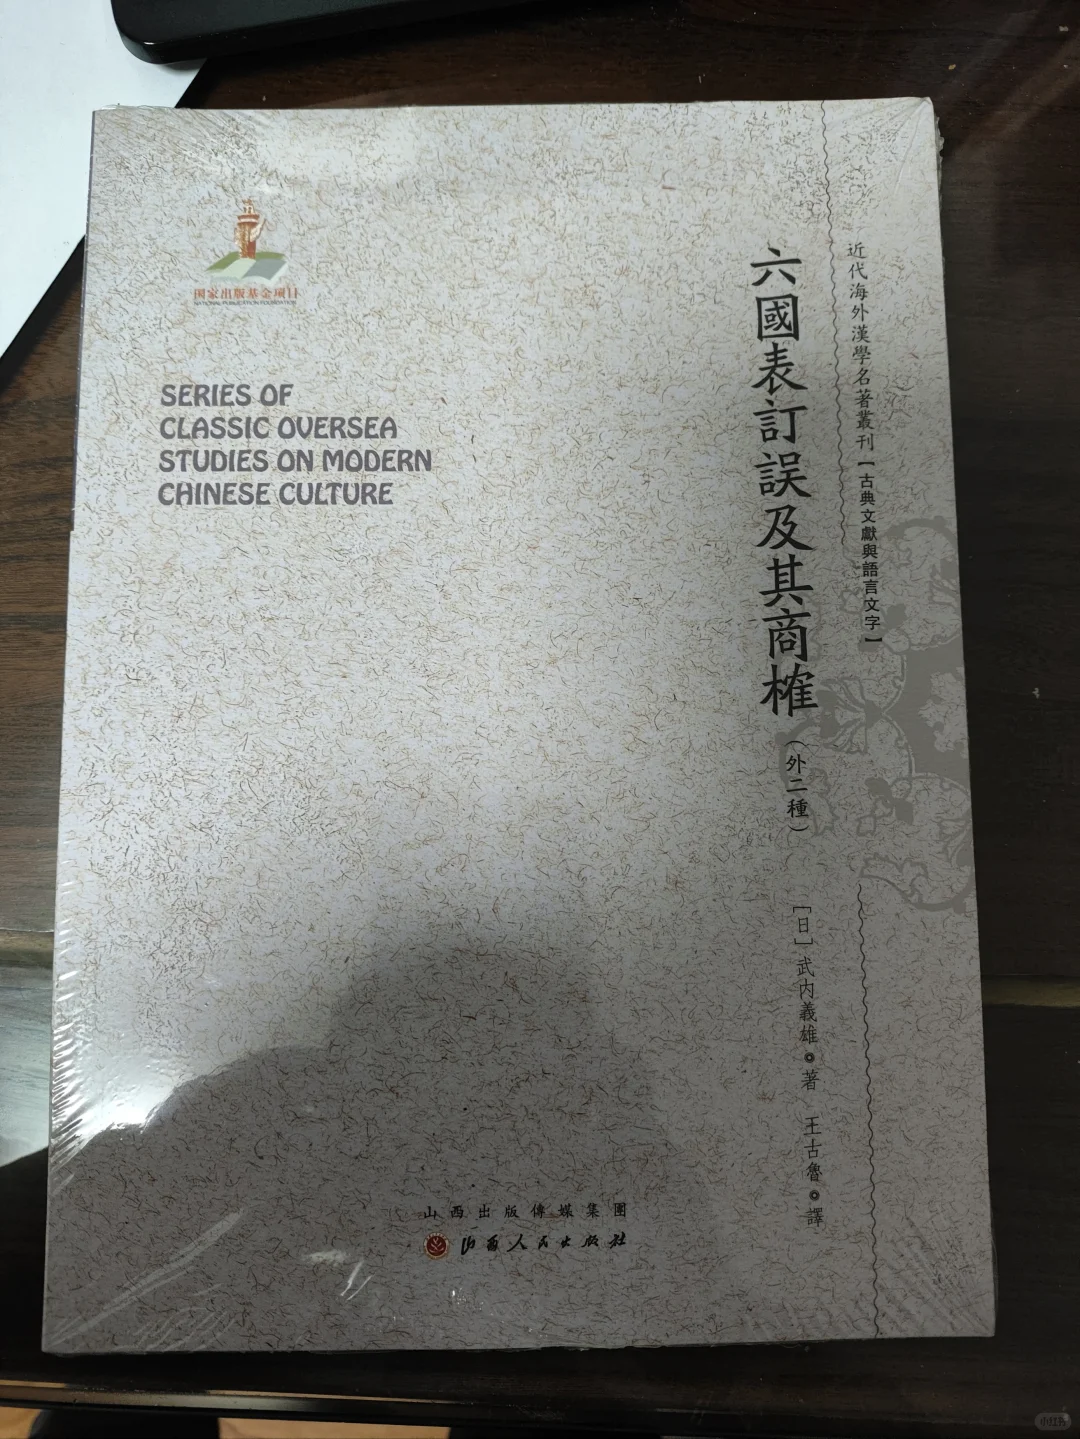 国家出版基金项目
NATIONAL PUBLICATION FOUNDATION
SERIES OF
CLASSIC OVERSEA
STUDIES ON MODERN
CHINESE CULTURE
近代海外漢學名著叢刊【古典文獻與語言文字】
六國表訂誤及其商榷（外二種）
［日］武内義雄◎著 王古魯◎譯
山西出版傳媒集團
山西人民出版社
小红书